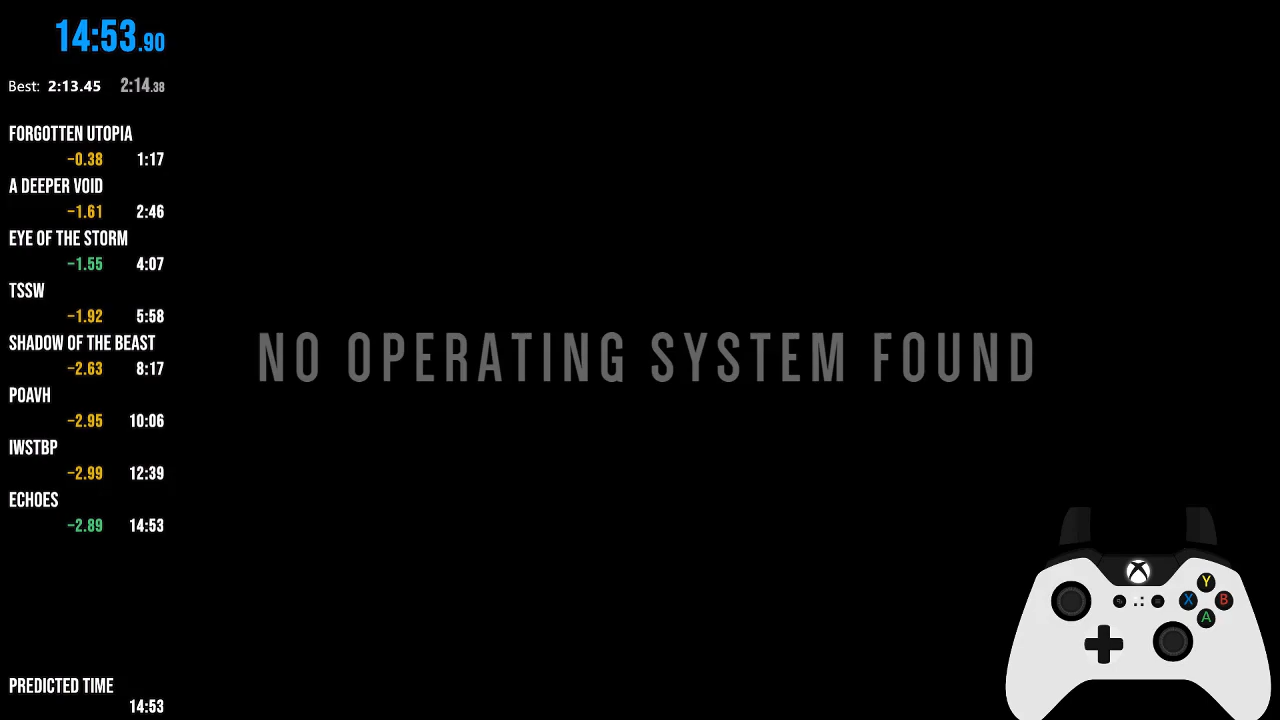 14:53.90
Best: 2:13.45 2:14.38
FORGOTTEN UTOPIA
-0.38 1:17
A DEEPER VOID
-1.61 2:46
EYE OF THE STORM
-1.55 4:07
TSSW
-1.92 5:58
SHADOW OF THE BEAST
-2.63 8:17
POAVH
-2.95 10:06
IWSTBP
-2.99 12:39
ECHOES
-2.89 14:53
PREDICTED TIME
14:53
NO OPERATING SYSTEM FOUND
Y
X B
A